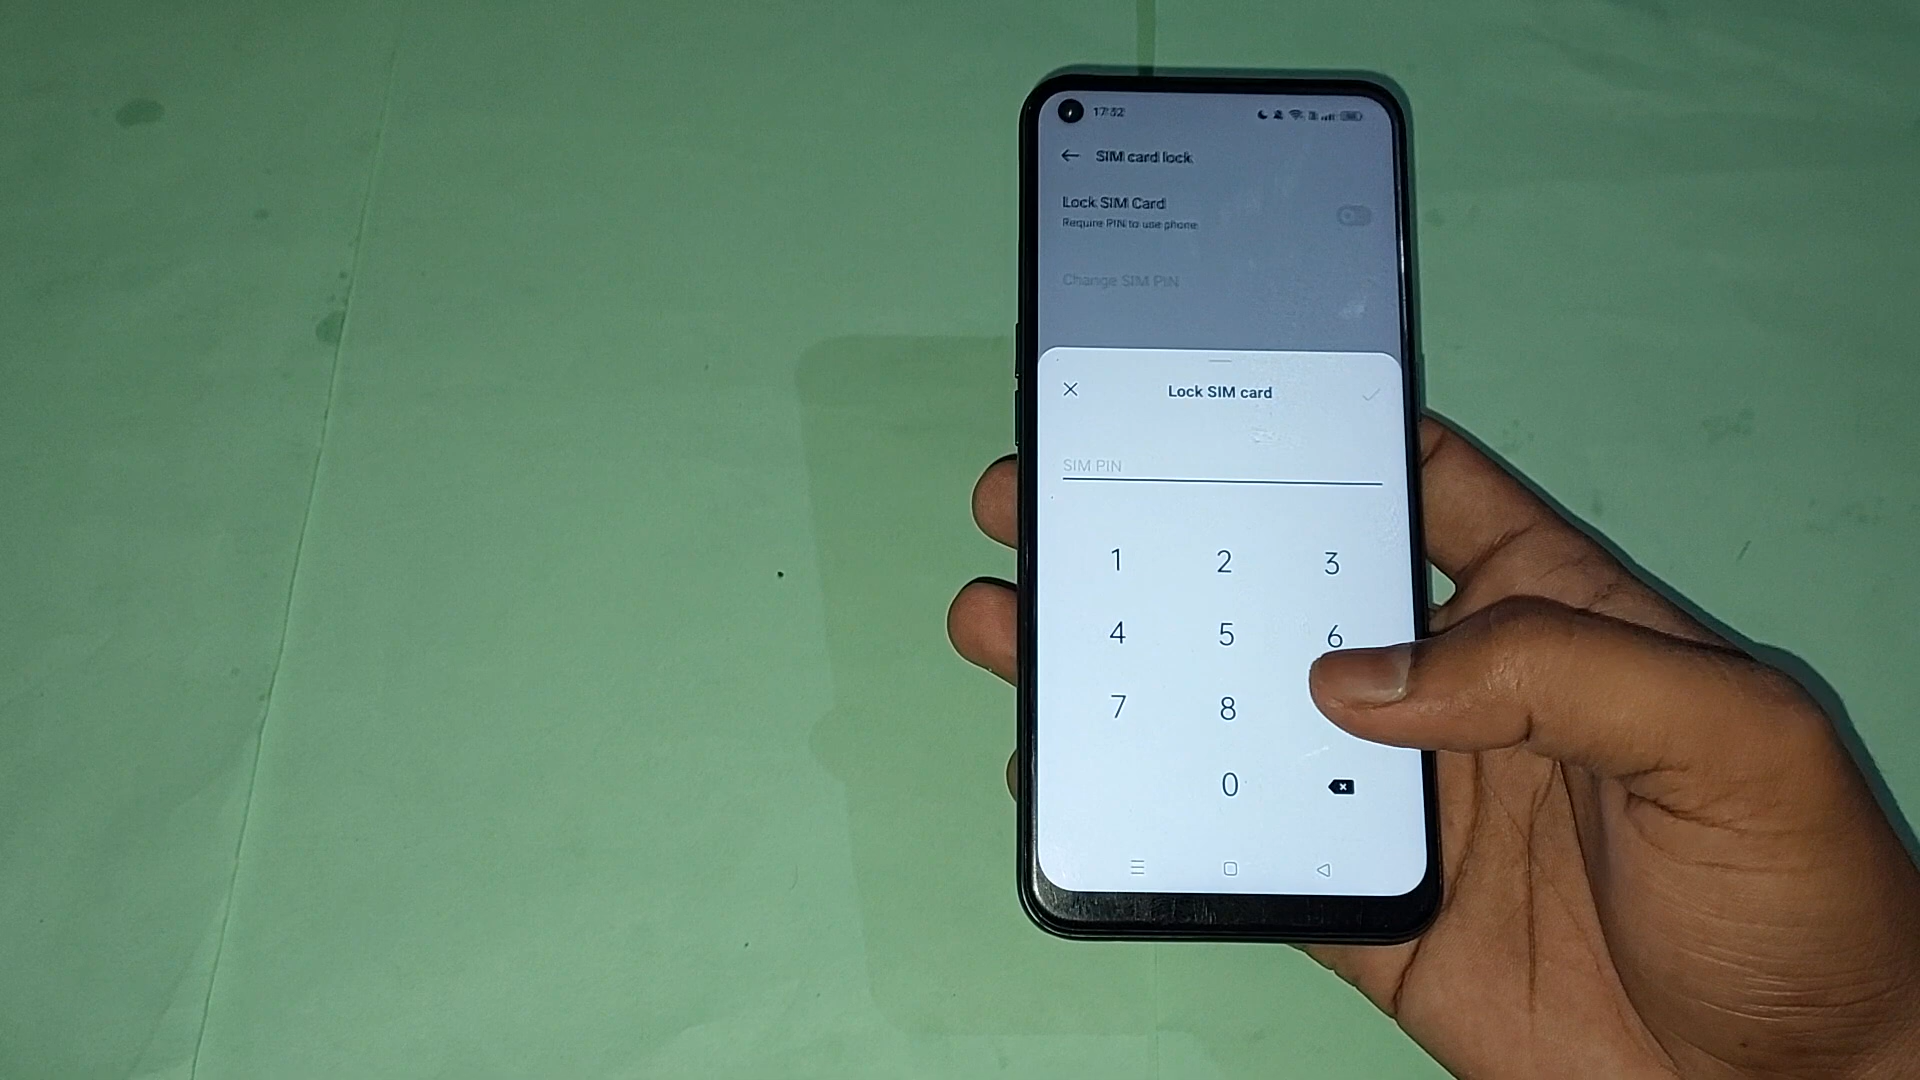 17:52
SIM card lock
Lock SIM Card
Require PIN to use phone
Change SIM PIN
Lock SIM card
SIM PIN
1 2 3
4 5 6
7 8
0